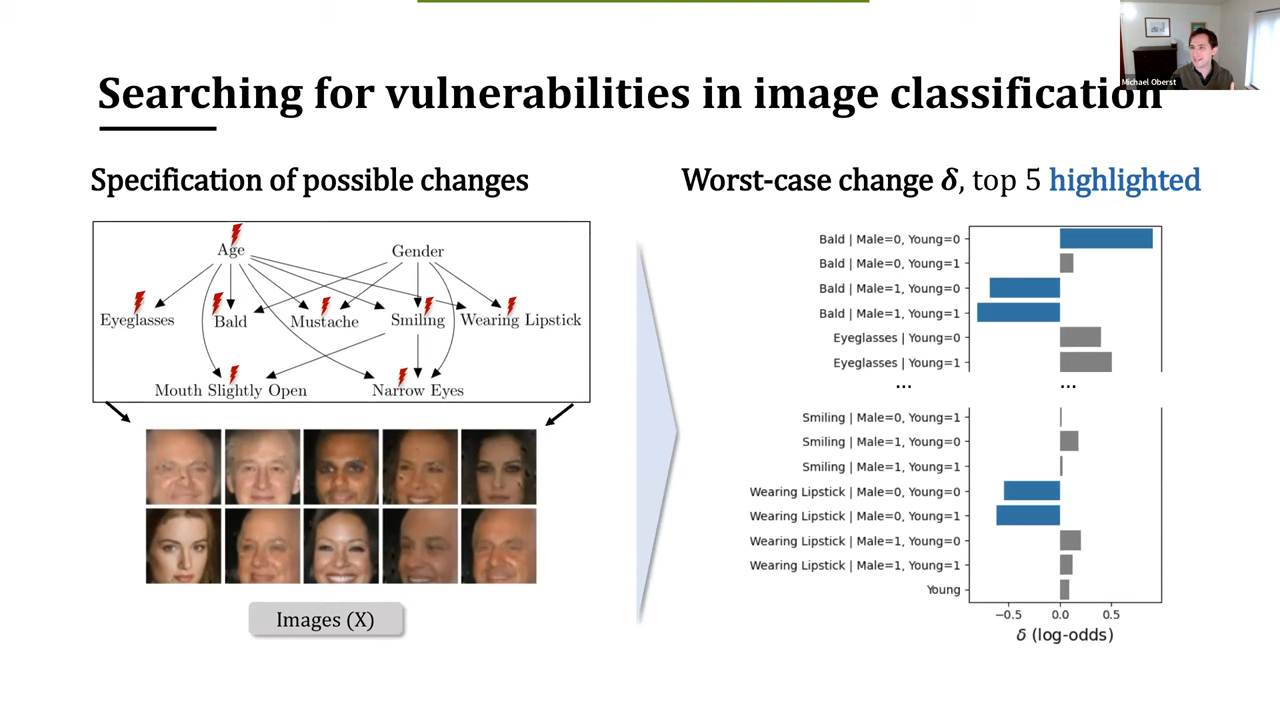 Michael Oberst
Searching for vulnerabilities in image classification
Specification of possible changes
Age
Gender
Eyeglasses
Bald
Mustache
Smiling
Wearing Lipstick
Mouth Slightly Open
Narrow Eyes
Images (X)
Worst-case change δ, top 5 highlighted
Bald | Male=0, Young=0
Bald | Male=0, Young=1
Bald | Male=1, Young=0
Bald | Male=1, Young=1
Eyeglasses | Young=0
Eyeglasses | Young=1
... ...
Smiling | Male=0, Young=1
Smiling | Male=1, Young=0
Smiling | Male=1, Young=1
Wearing Lipstick | Male=0, Young=0
Wearing Lipstick | Male=0, Young=1
Wearing Lipstick | Male=1, Young=0
Wearing Lipstick | Male=1, Young=1
Young
−0.5 0.0 0.5
δ (log-odds)